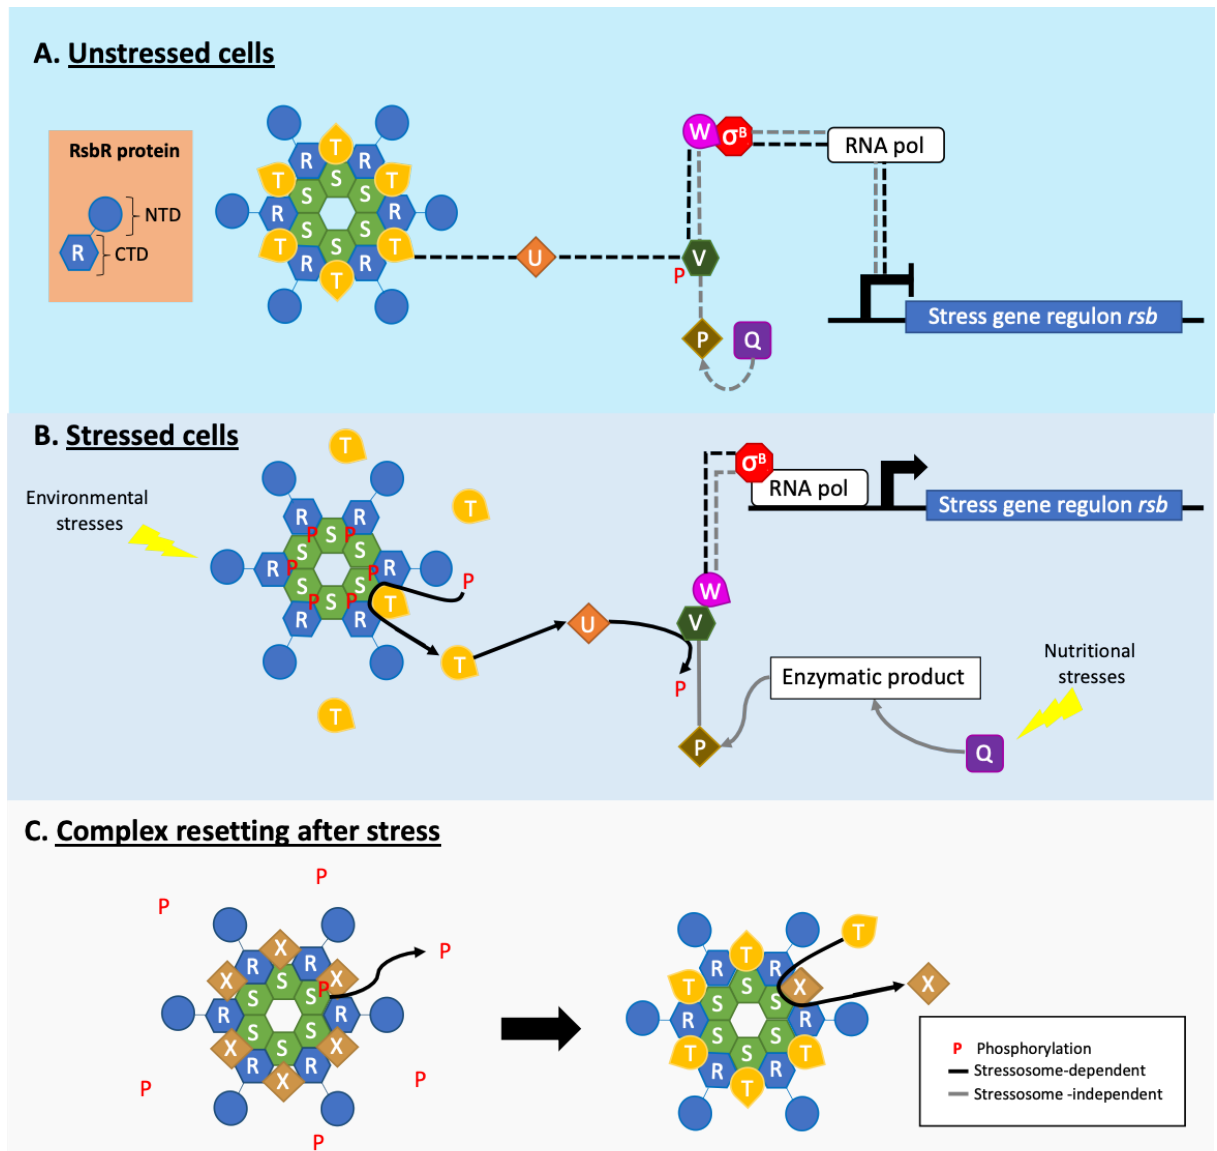 A. Unstressed cells
RsbR protein
NTD
R
CTD
T
R
R
T
S
T
S
S
R
R
S
S
T
S
T
R
R
T
U
W
σB
RNA pol
V
P
P
Q
Stress gene regulon rsb
B. Stressed cells
Environmental
stresses
T
T
R
R
P
S
P
S
S
R
P
P
R
P
S
S
P
S
P
T
R
R
T
T
U
V
W
P
P
σB
RNA pol
Stress gene regulon rsb
Enzymatic product
Nutritional
stresses
Q
C. Complex resetting after stress
P
P
P
X
R
R
X
S
X
S
P
S
R
R
X
S
S
X
S
R
R
X
P
P
P
T
T
R
R
T
S
X
X
S
S
R
R
T
S
S
T
S
R
R
T
P Phosphorylation
Stressosome-dependent
Stressosome -independent